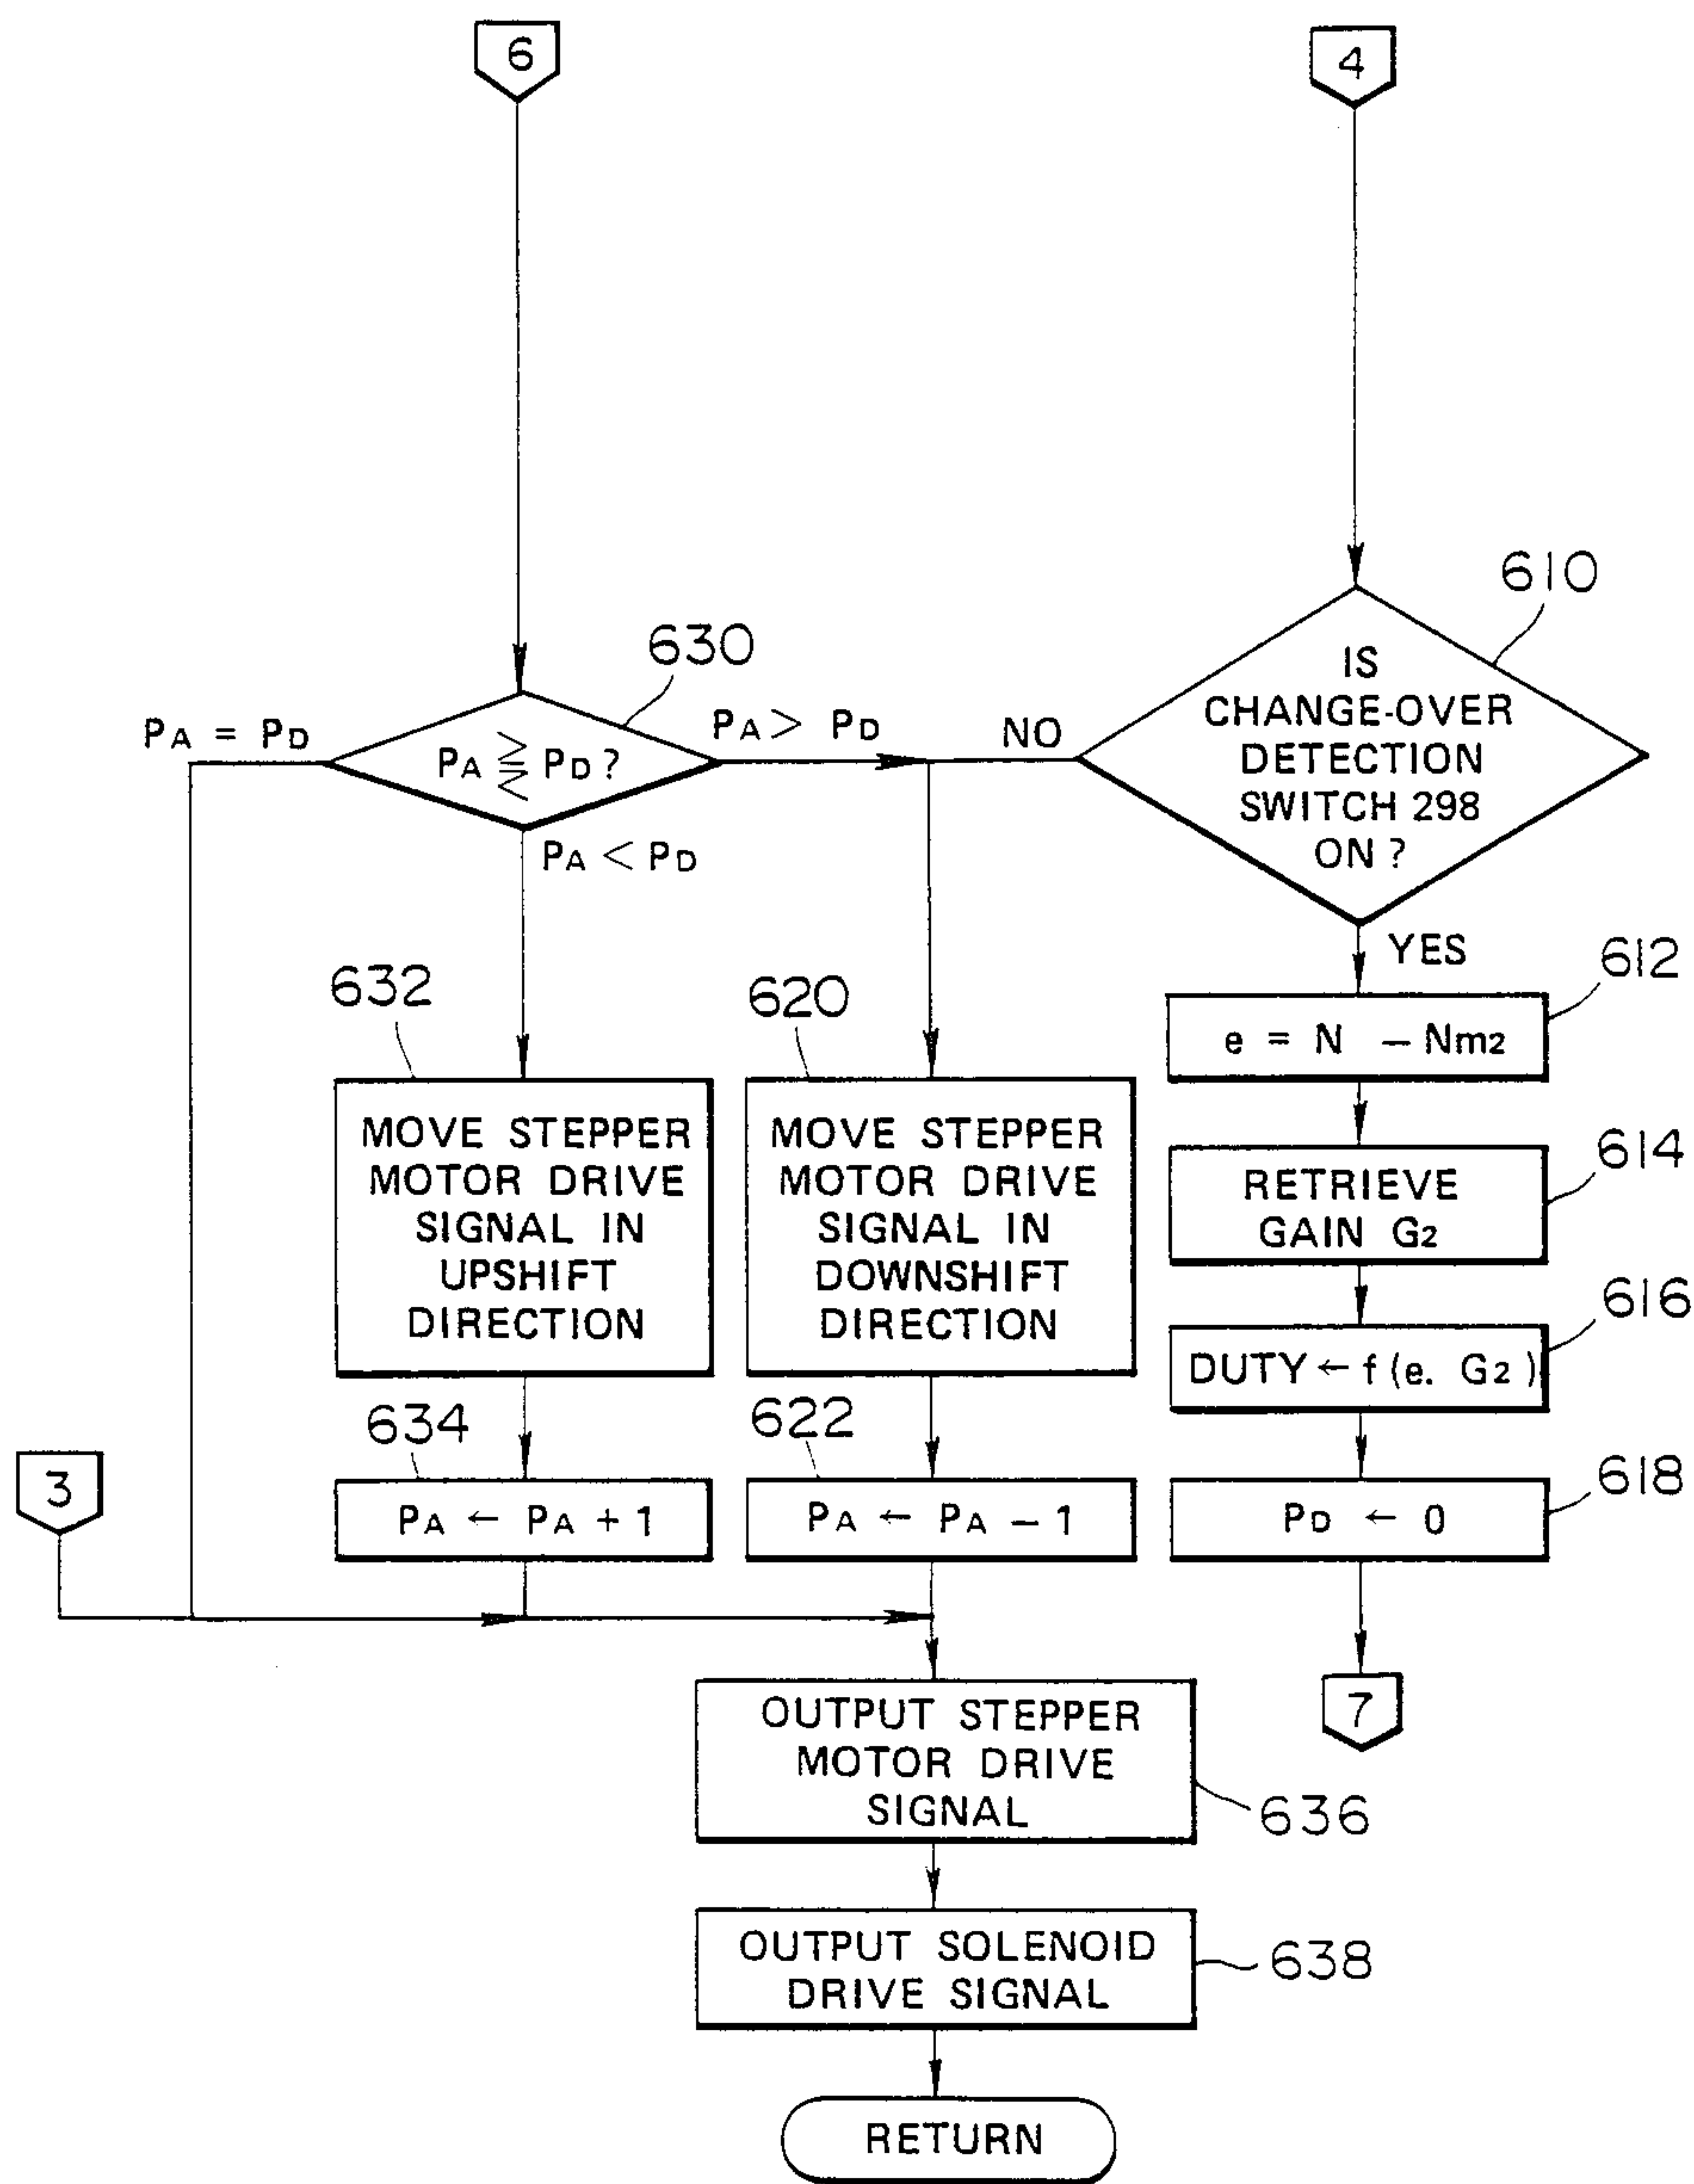 6
4
610
IS
CHANGE-OVER
DETECTION
SWITCH 298
ON ?
NO
YES
630
PA ⪌ PD ?
PA = PD
PA > PD
PA < PD
632
MOVE STEPPER
MOTOR DRIVE
SIGNAL IN
UPSHIFT
DIRECTION
620
MOVE STEPPER
MOTOR DRIVE
SIGNAL IN
DOWNSHIFT
DIRECTION
612
e = N - Nm2
614
RETRIEVE
GAIN G2
616
DUTY ← f (e. G2)
618
PD ← 0
7
634
PA ← PA + 1
622
PA ← PA - 1
3
OUTPUT STEPPER
MOTOR DRIVE
SIGNAL
636
OUTPUT SOLENOID
DRIVE SIGNAL
638
RETURN